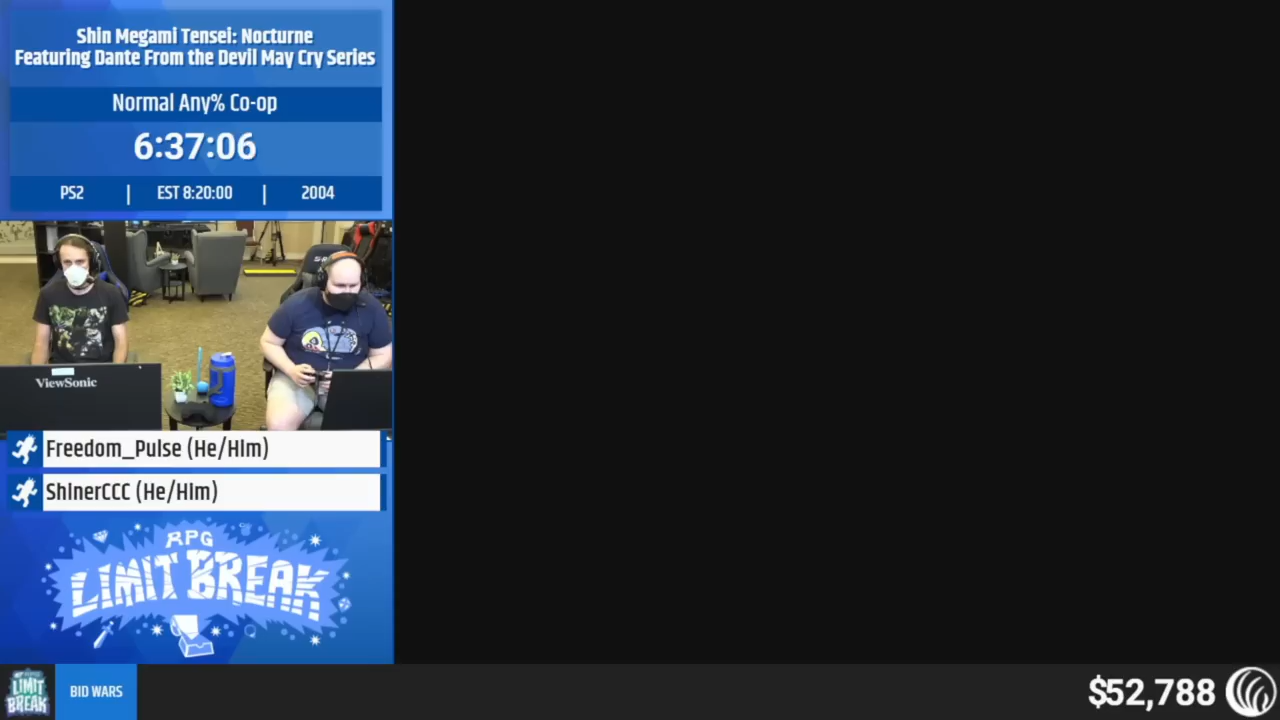 Shin Megami Tensei: Nocturne
Featuring Dante From the Devil May Cry Series
Normal Any% Co-op
6:37:06
PS2 | EST 8:20:00 | 2004
ViewSonic
Freedom_Pulse (He/Him)
ShinerCCC (He/Him)
RPG
LIMIT BREAK
LIMIT
BREAK
BID WARS
$52,788